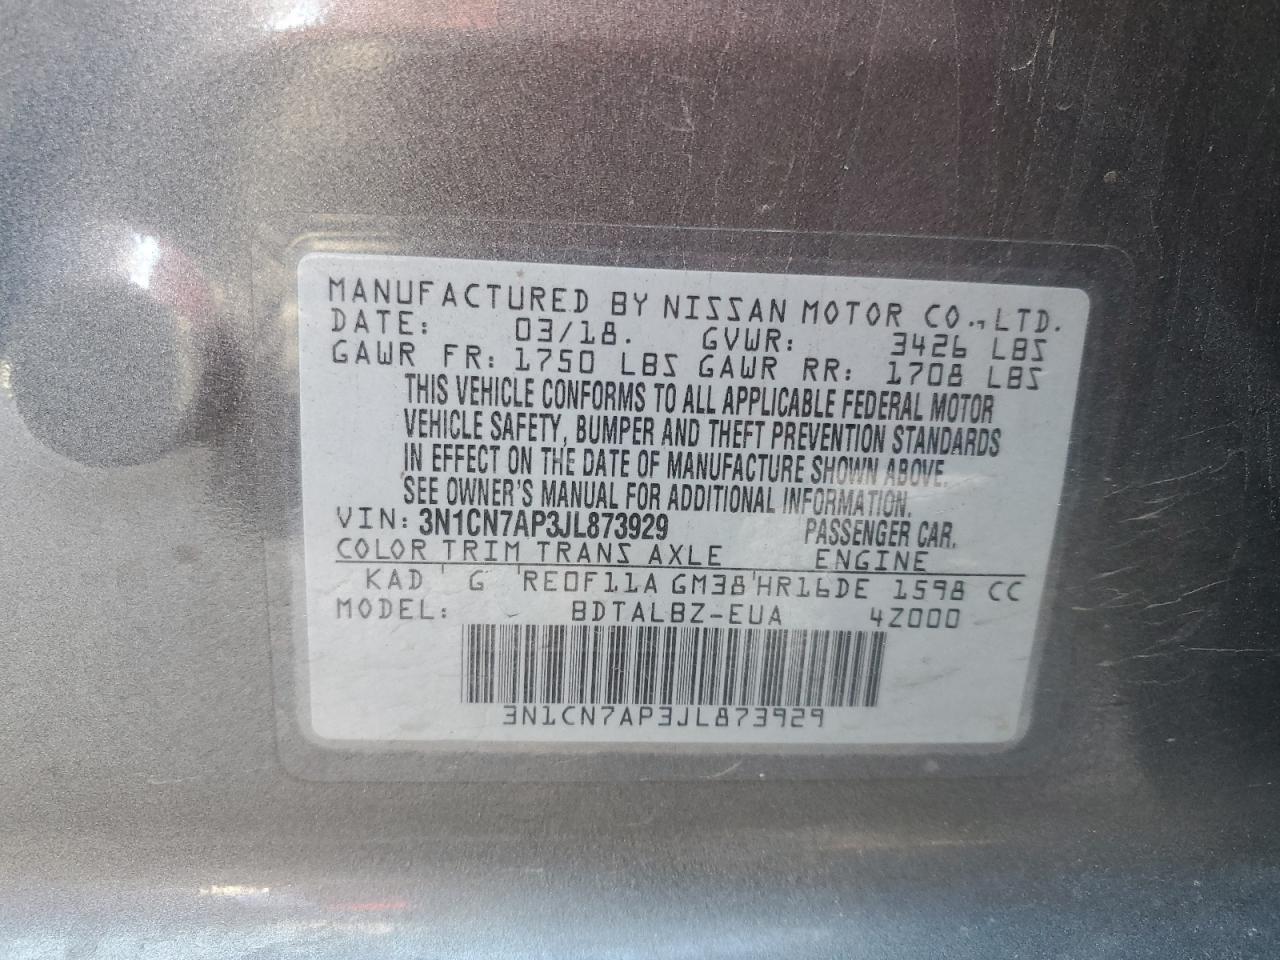 MANUFACTURED BY NISSAN MOTOR CO., LTD.
DATE: 03/18. GVWR: 3426 LBS
GAWR FR: 1750 LBS GAWR RR: 1708 LBS
THIS VEHICLE CONFORMS TO ALL APPLICABLE FEDERAL MOTOR
VEHICLE SAFETY, BUMPER AND THEFT PREVENTION STANDARDS
IN EFFECT ON THE DATE OF MANUFACTURE SHOWN ABOVE.
SEE OWNER'S MANUAL FOR ADDITIONAL INFORMATION.
VIN: 3N1CN7AP3JL873929 PASSENGER CAR.
COLOR TRIM TRANS AXLE ENGINE
KAD G RE0F11A GM38 HR16DE 1598 CC
MODEL: BDTALBZ-EUA 4Z000
3N1CN7AP3JL873929